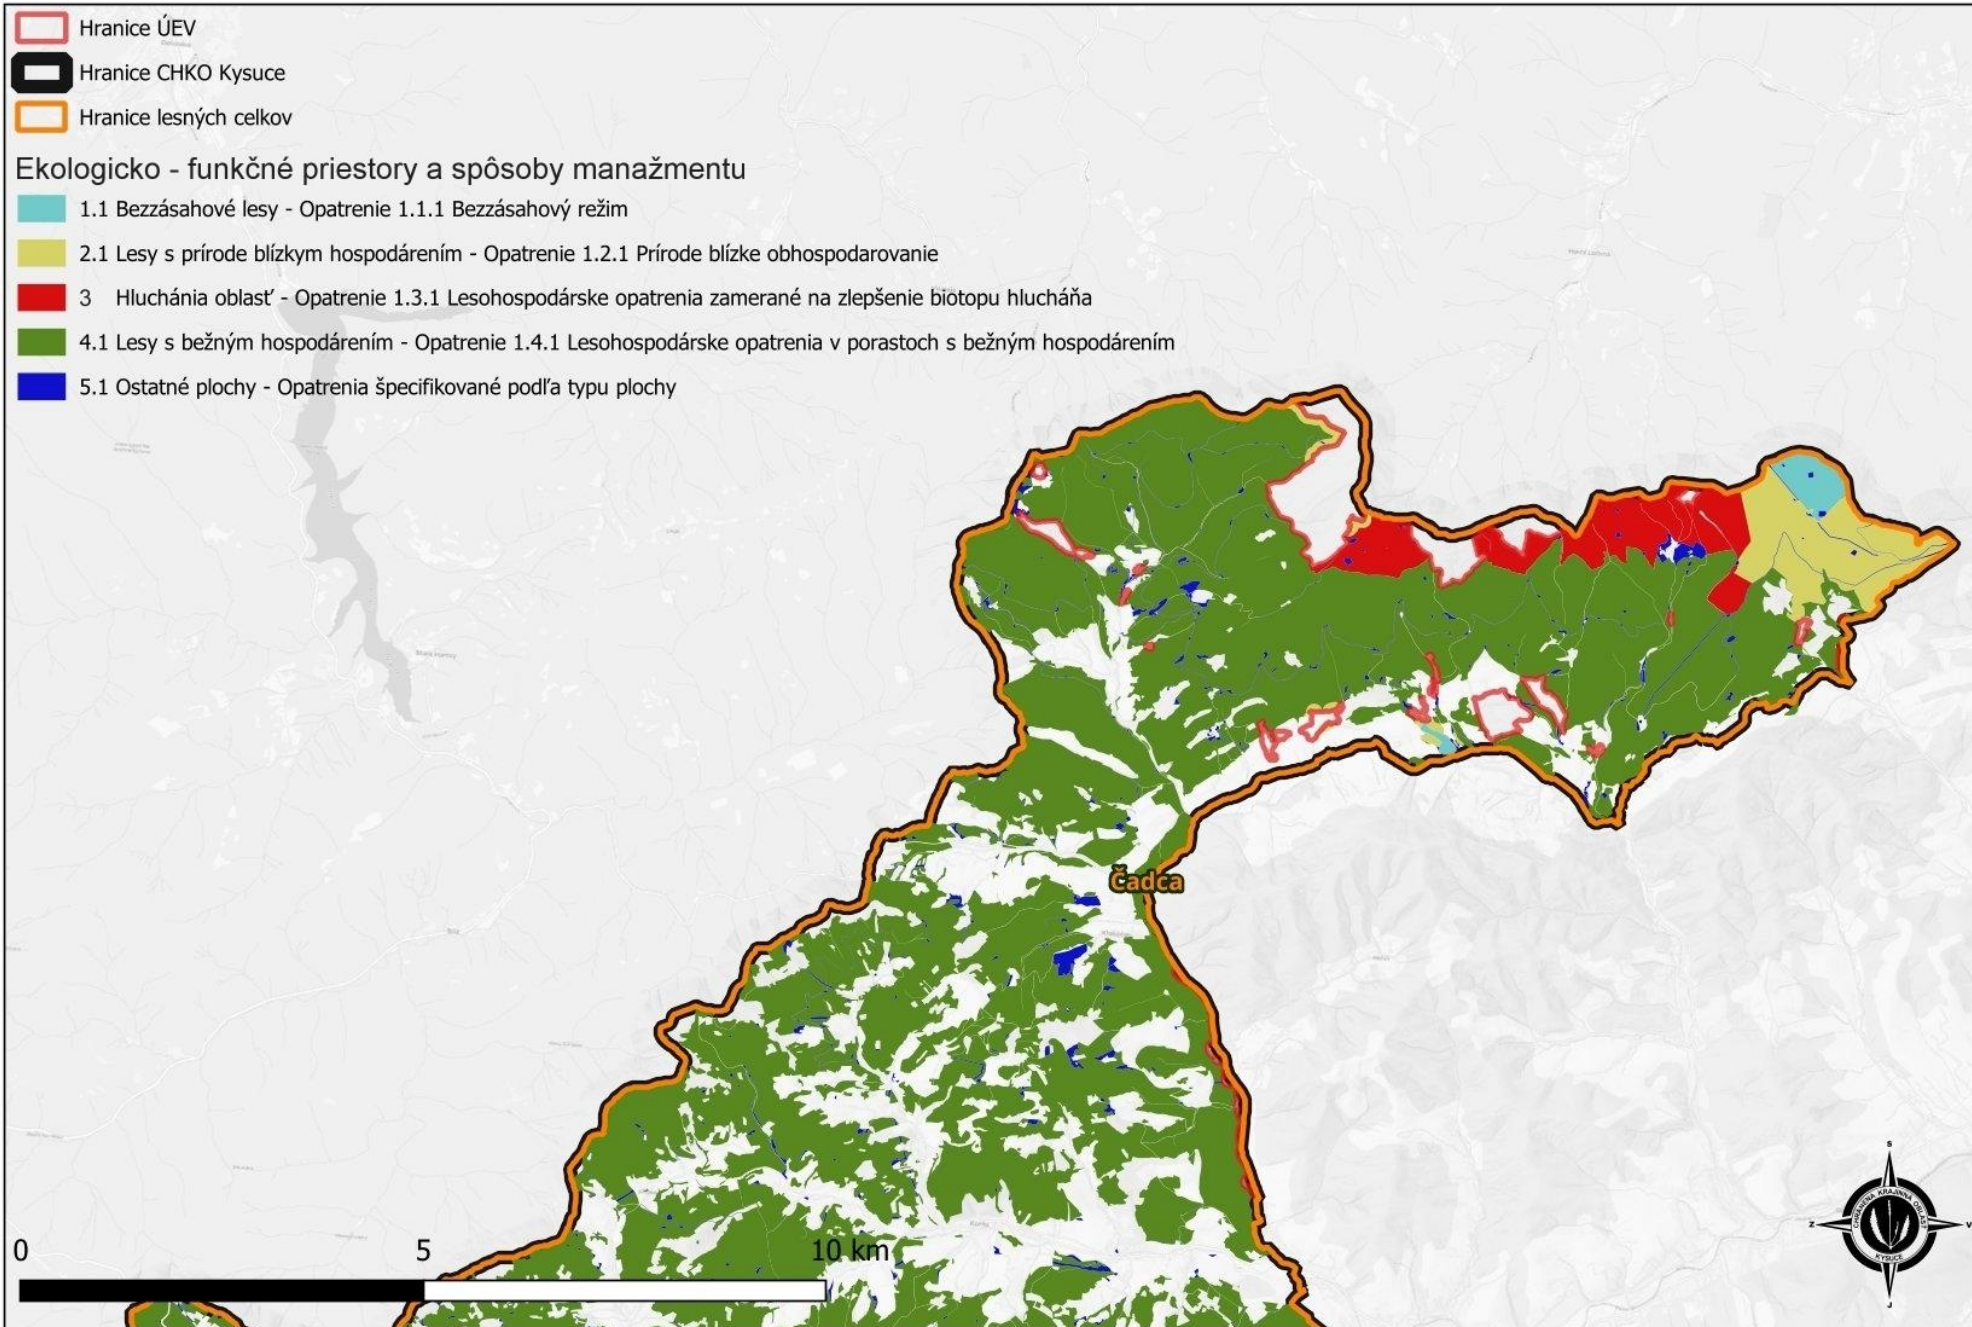 Hranice ÚEV
Hranice CHKO Kysuce
Hranice lesných celkov
Ekologicko - funkčné priestory a spôsoby manažmentu
1.1 Bezzásahové lesy - Opatrenie 1.1.1 Bezzásahový režim
2.1 Lesy s prírode blízkym hospodárením - Opatrenie 1.2.1 Prírode blízke obhospodarovanie
3 Hluchánia oblasť - Opatrenie 1.3.1 Lesohospodárske opatrenia zamerané na zlepšenie biotopu hlucháňa
4.1 Lesy s bežným hospodárením - Opatrenie 1.4.1 Lesohospodárske opatrenia v porastoch s bežným hospodárením
5.1 Ostatné plochy - Opatrenia špecifikované podľa typu plochy
Čadca
S
Z
V
CHRÁNENÁ KRAJINNÁ OBLASŤ
KYSUCE
J
0 5 10 km